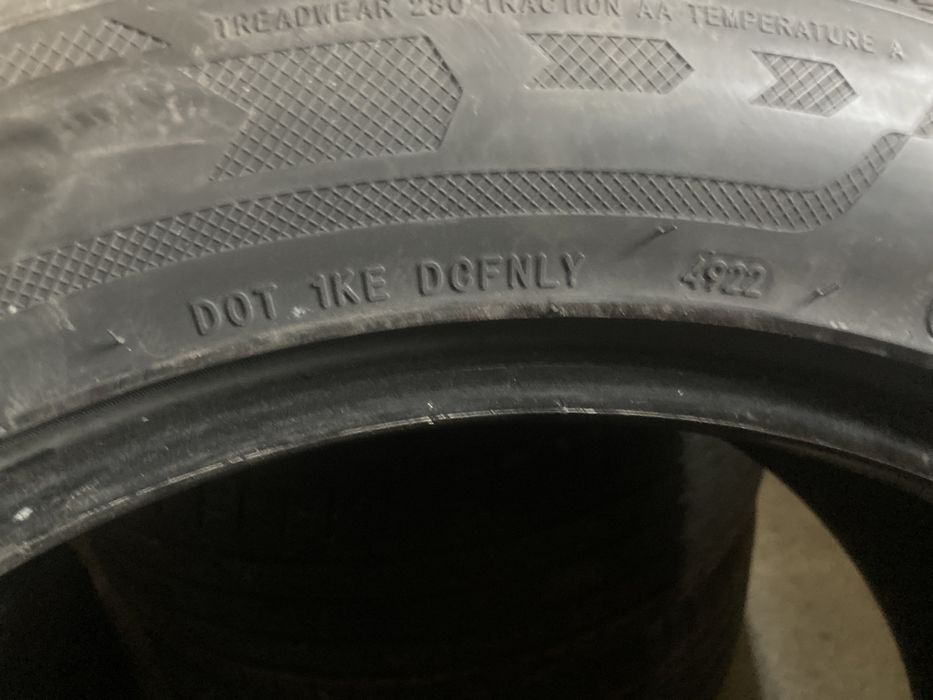 TREADWEAR 280 TRACTION AA TEMPERATURE A
DOT 1KE DCFNLY 4922